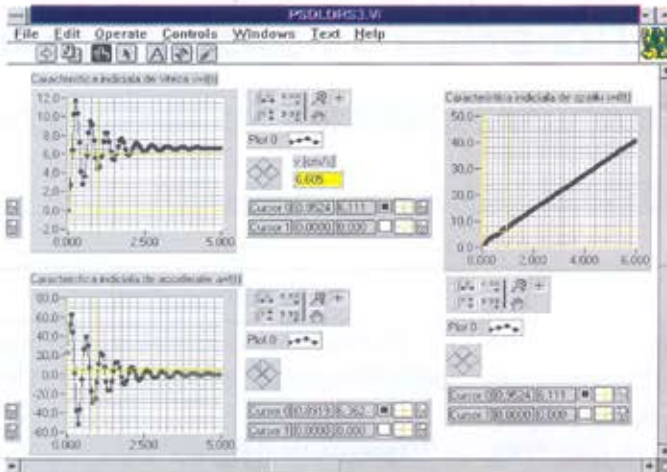 PSDLDRS3.VI
File Edit Operate Controls Windows Text Help
Caracteristica indiciala de viteza v=f(t)
12.0
10.0
8.0
6.0
4.0
2.0
0.0
-2.0
0.000 2.500 5.000
Plot 0
v [cm/s]
6.605
Cursor 0 0.9524 6.111
Cursor 1 0.0000 0.000
Caracteristica indiciala de spatiu s=f(t)
50.0
40.0
30.0
20.0
10.0
0.0
0.000 2.000 4.000 6.000
Plot 0
Cursor 0 0.9524 6.111
Cursor 1 0.0000 0.000
Caracteristica indiciala de acceleratie a=f(t)
80.0
60.0
40.0
20.0
0.0
-20.0
-40.0
-60.0
0.000 2.500 5.000
Plot 0
Cursor 0 6.362
Cursor 1 0.0000 0.000